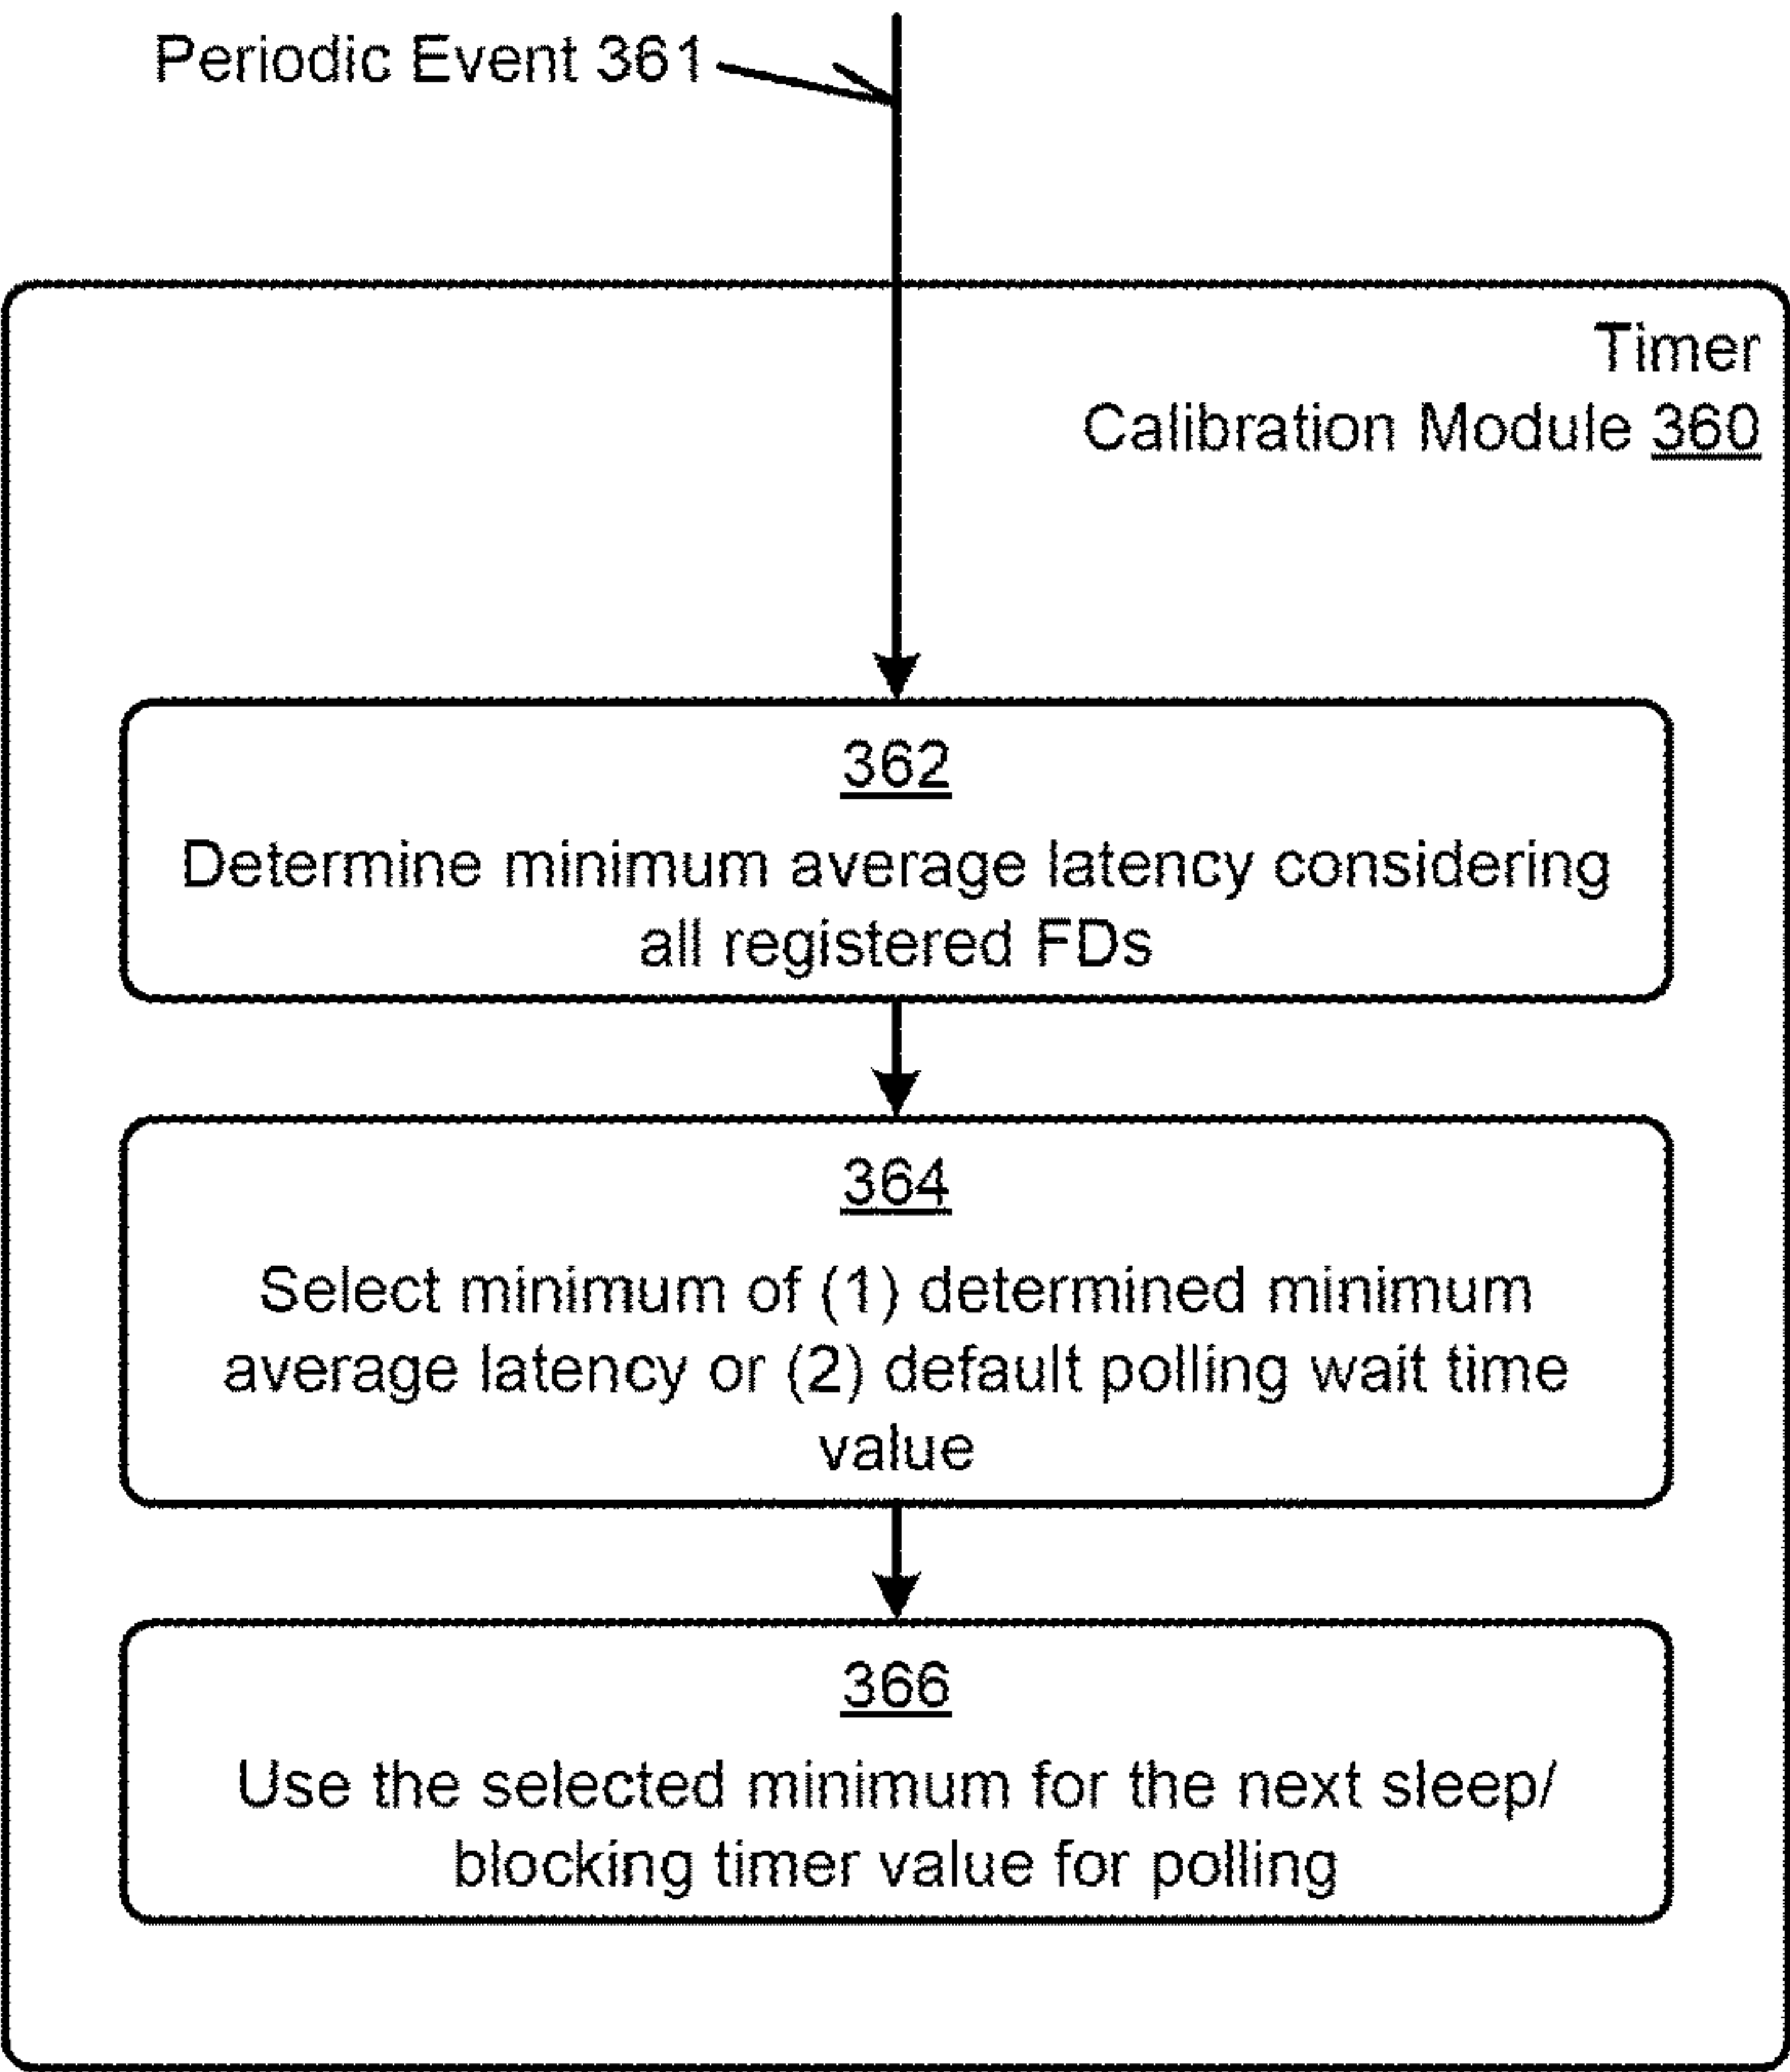 Periodic Event 361
Timer
Calibration Module 360
362
Determine minimum average latency considering
all registered FDs
364
Select minimum of (1) determined minimum
average latency or (2) default polling wait time
value
366
Use the selected minimum for the next sleep/
blocking timer value for polling